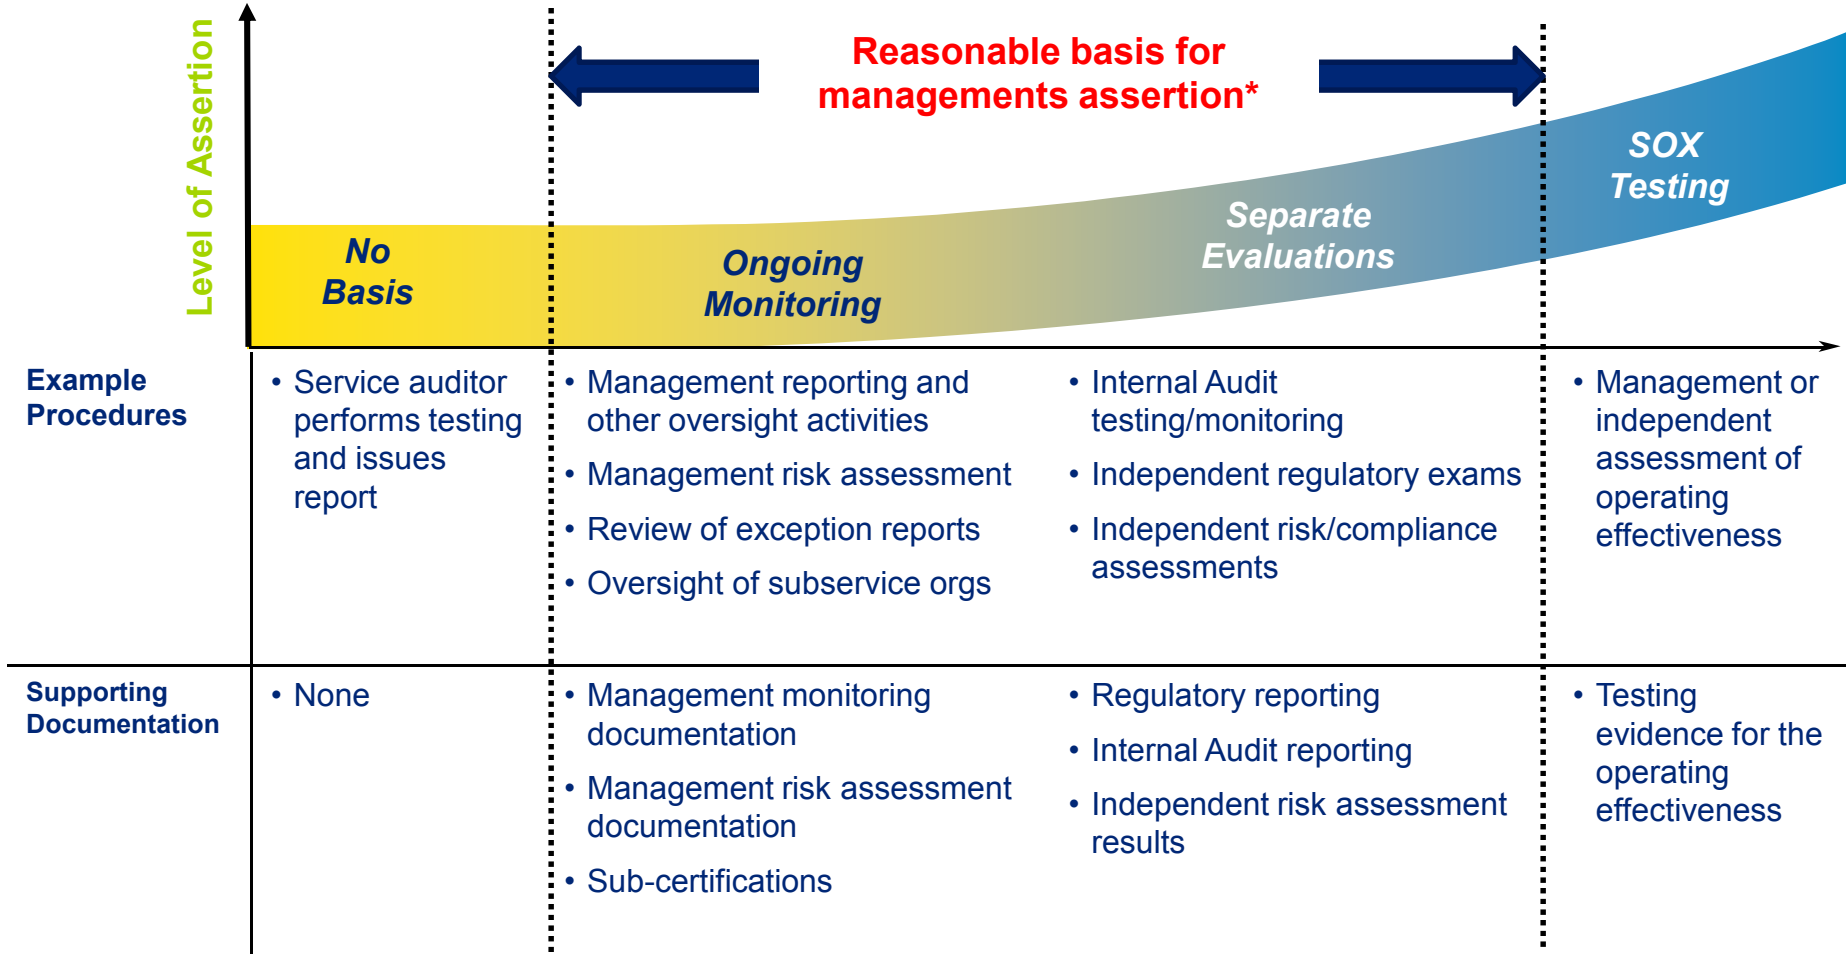 Level of Assertion
Reasonable basis for
managements assertion*
No
Basis
Ongoing
Monitoring
Separate
Evaluations
SOX
Testing
Example
Procedures
• Service auditor
performs testing
and issues
report
• Management reporting and
other oversight activities
• Management risk assessment
• Review of exception reports
• Oversight of subservice orgs
• Internal Audit
testing/monitoring
• Independent regulatory exams
• Independent risk/compliance
assessments
• Management or
independent
assessment of
operating
effectiveness
Supporting
Documentation
• None
• Management monitoring
documentation
• Management risk assessment
documentation
• Sub-certifications
• Regulatory reporting
• Internal Audit reporting
• Independent risk assessment
results
• Testing
evidence for the
operating
effectiveness